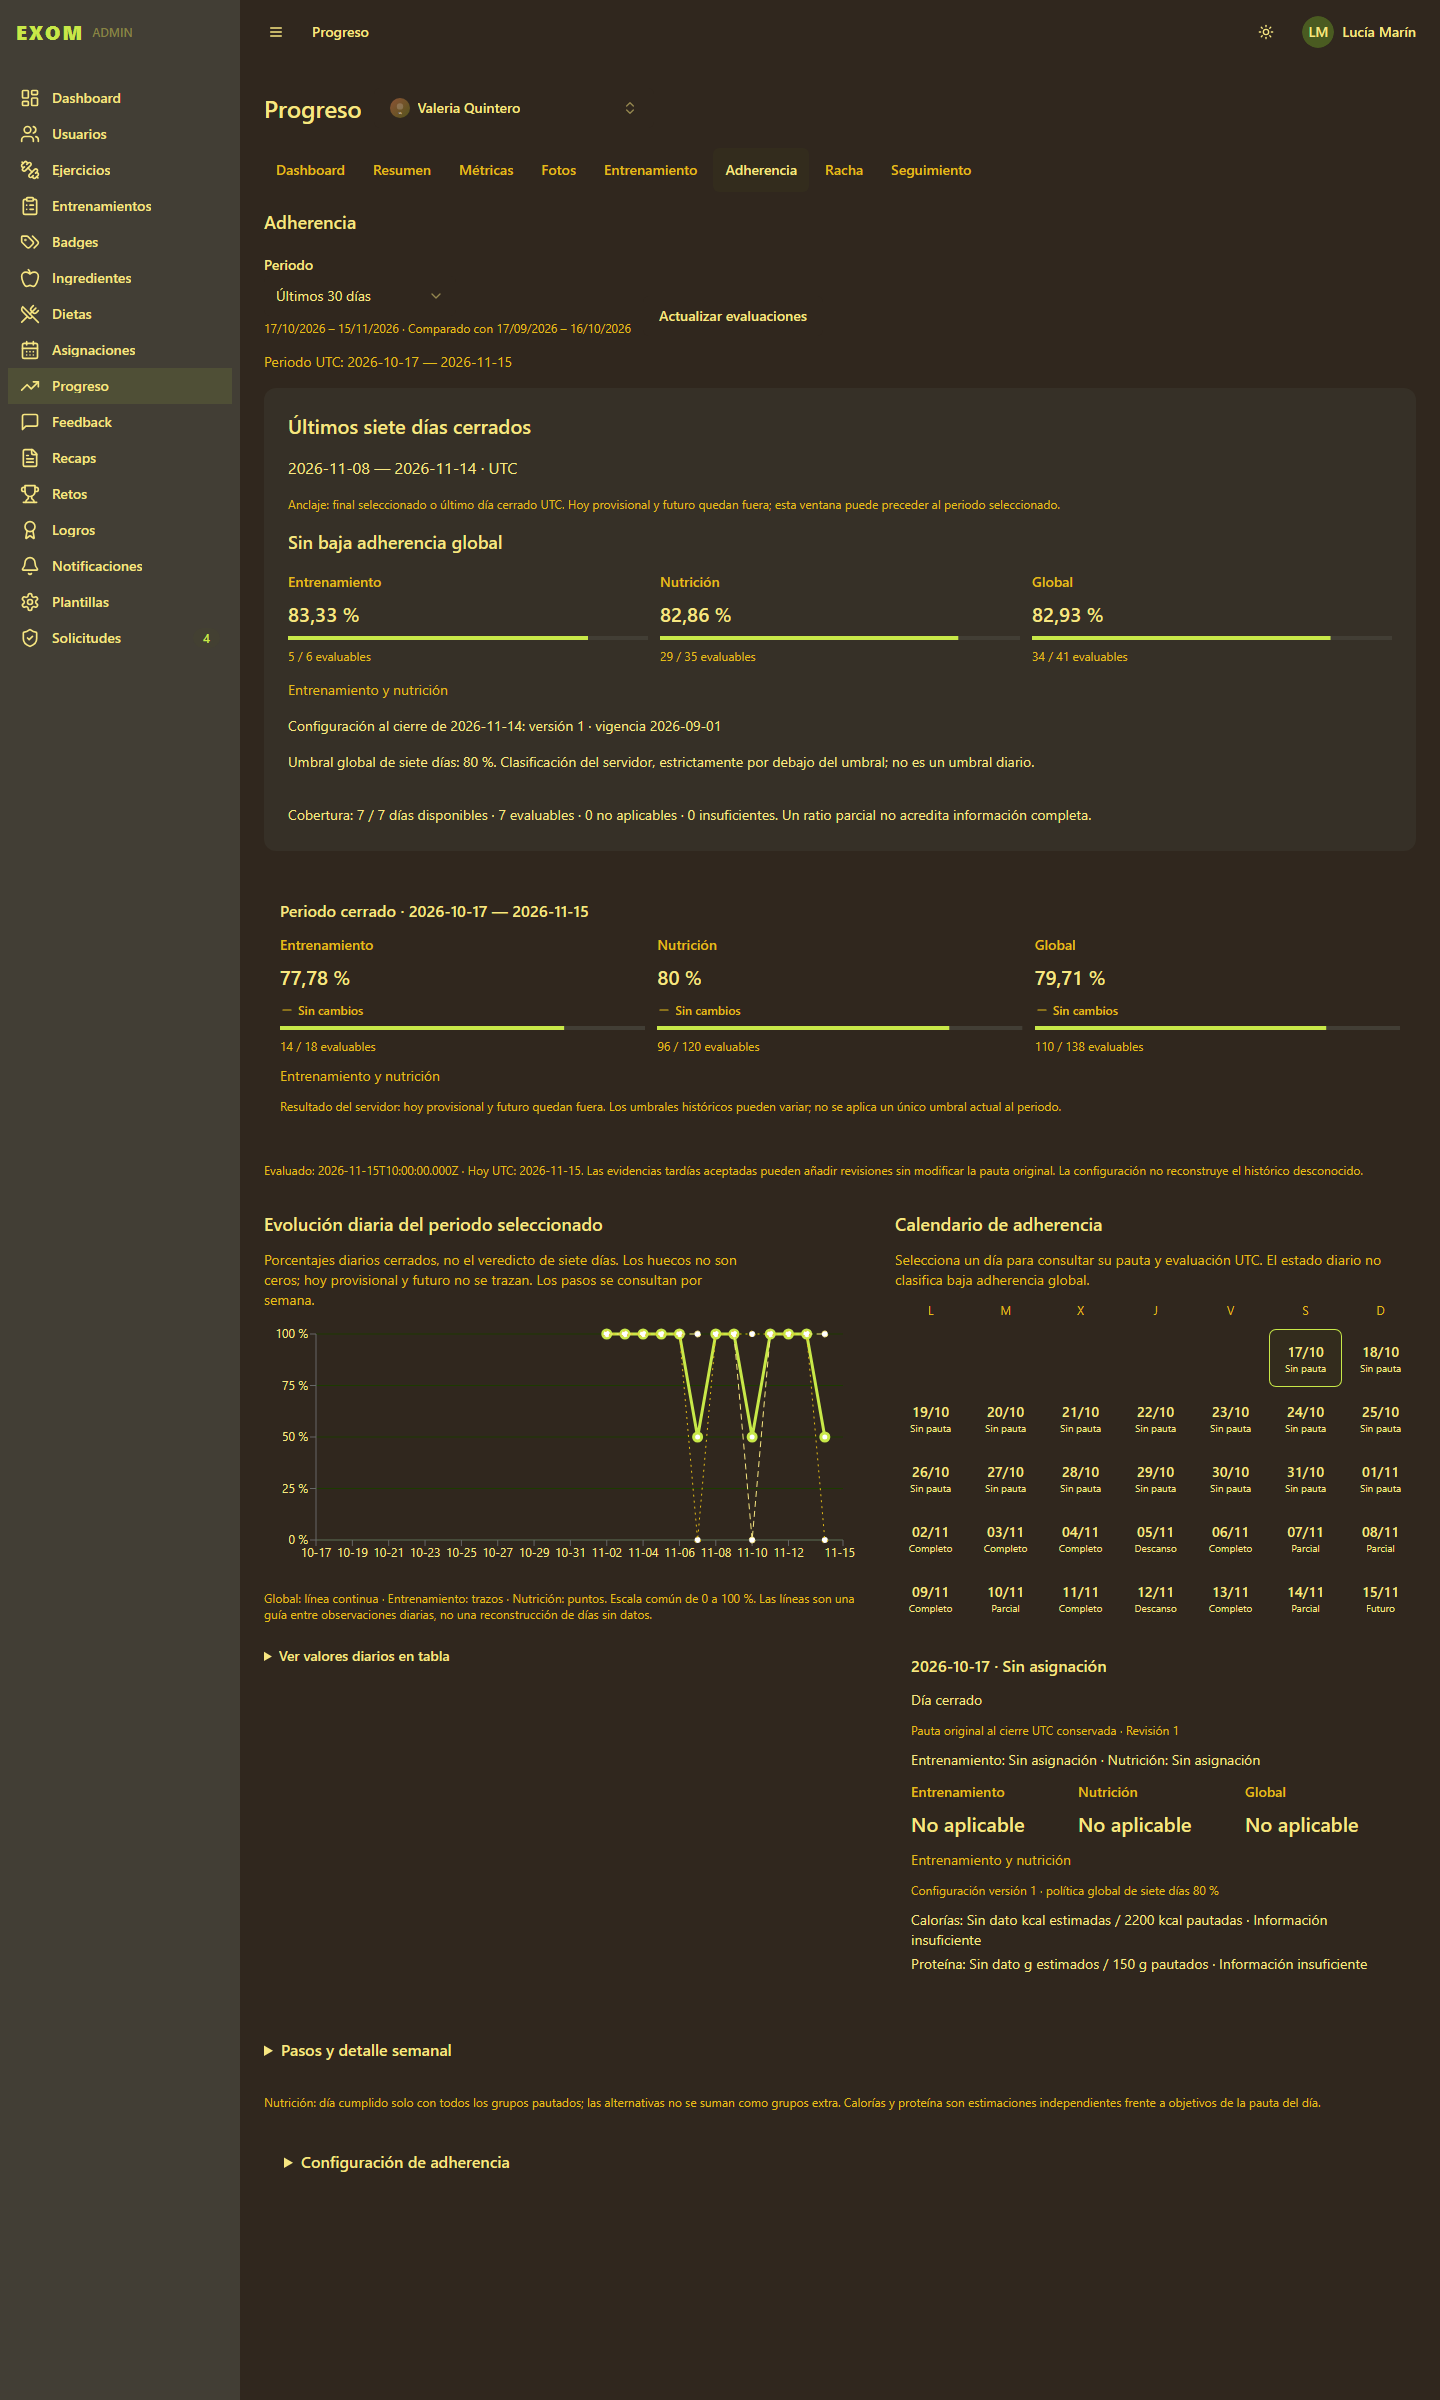 EXOM ADMIN
Dashboard
Usuarios
Ejercicios
Entrenamientos
Badges
Ingredientes
Dietas
Asignaciones
Progreso
Feedback
Recaps
Retos
Logros
Notificaciones
Plantillas
Solicitudes 4
Progreso
LM Lucía Marín
Progreso Valeria Quintero
Dashboard Resumen Métricas Fotos Entrenamiento Adherencia Racha Seguimiento
Adherencia
Periodo
Últimos 30 días
Actualizar evaluaciones
17/10/2026 – 15/11/2026 · Comparado con 17/09/2026 – 16/10/2026
Periodo UTC: 2026-10-17 — 2026-11-15
Últimos siete días cerrados
2026-11-08 — 2026-11-14 · UTC
Anclaje: final seleccionado o último día cerrado UTC. Hoy provisional y futuro quedan fuera; esta ventana puede preceder al periodo seleccionado.
Sin baja adherencia global
Entrenamiento Nutrición Global
83,33 % 82,86 % 82,93 %
5 / 6 evaluables 29 / 35 evaluables 34 / 41 evaluables
Entrenamiento y nutrición
Configuración al cierre de 2026-11-14: versión 1 · vigencia 2026-09-01
Umbral global de siete días: 80 %. Clasificación del servidor, estrictamente por debajo del umbral; no es un umbral diario.
Cobertura: 7 / 7 días disponibles · 7 evaluables · 0 no aplicables · 0 insuficientes. Un ratio parcial no acredita información completa.
Periodo cerrado · 2026-10-17 — 2026-11-15
Entrenamiento Nutrición Global
77,78 % 80 % 79,71 %
Sin cambios Sin cambios Sin cambios
14 / 18 evaluables 96 / 120 evaluables 110 / 138 evaluables
Entrenamiento y nutrición
Resultado del servidor: hoy provisional y futuro quedan fuera. Los umbrales históricos pueden variar; no se aplica un único umbral actual al periodo.
Evaluado: 2026-11-15T10:00:00.000Z · Hoy UTC: 2026-11-15. Las evidencias tardías aceptadas pueden añadir revisiones sin modificar la pauta original. La configuración no reconstruye el histórico desconocido.
Evolución diaria del periodo seleccionado
Porcentajes diarios cerrados, no el veredicto de siete días. Los huecos no son
ceros; hoy provisional y futuro no se trazan. Los pasos se consultan por
semana.
100 %
75 %
50 %
25 %
0 %
10-17 10-19 10-21 10-23 10-25 10-27 10-29 10-31 11-02 11-04 11-06 11-08 11-10 11-12 11-15
Global: línea continua · Entrenamiento: trazos · Nutrición: puntos. Escala común de 0 a 100 %. Las líneas son una
guía entre observaciones diarias, no una reconstrucción de días sin datos.
Ver valores diarios en tabla
Calendario de adherencia
Selecciona un día para consultar su pauta y evaluación UTC. El estado diario no
clasifica baja adherencia global.
L M X J V S D
17/10 18/10
Sin pauta Sin pauta
19/10 20/10 21/10 22/10 23/10 24/10 25/10
Sin pauta Sin pauta Sin pauta Sin pauta Sin pauta Sin pauta Sin pauta
26/10 27/10 28/10 29/10 30/10 31/10 01/11
Sin pauta Sin pauta Sin pauta Sin pauta Sin pauta Sin pauta Sin pauta
02/11 03/11 04/11 05/11 06/11 07/11 08/11
Completo Completo Completo Descanso Completo Parcial Parcial
09/11 10/11 11/11 12/11 13/11 14/11 15/11
Completo Parcial Completo Descanso Completo Parcial Futuro
2026-10-17 · Sin asignación
Día cerrado
Pauta original al cierre UTC conservada · Revisión 1
Entrenamiento: Sin asignación · Nutrición: Sin asignación
Entrenamiento Nutrición Global
No aplicable No aplicable No aplicable
Entrenamiento y nutrición
Configuración versión 1 · política global de siete días 80 %
Calorías: Sin dato kcal estimadas / 2200 kcal pautadas · Información
insuficiente
Proteína: Sin dato g estimados / 150 g pautados · Información insuficiente
Pasos y detalle semanal
Nutrición: día cumplido solo con todos los grupos pautados; las alternativas no se suman como grupos extra. Calorías y proteína son estimaciones independientes frente a objetivos de la pauta del día.
Configuración de adherencia